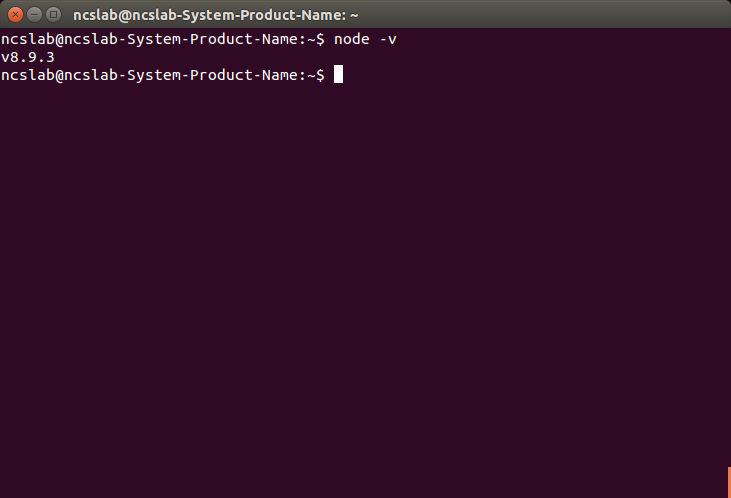 ncslab@ncslab-System-Product-Name: ~
ncslab@ncslab-System-Product-Name:~$ node -v
v8.9.3
ncslab@ncslab-System-Product-Name:~$